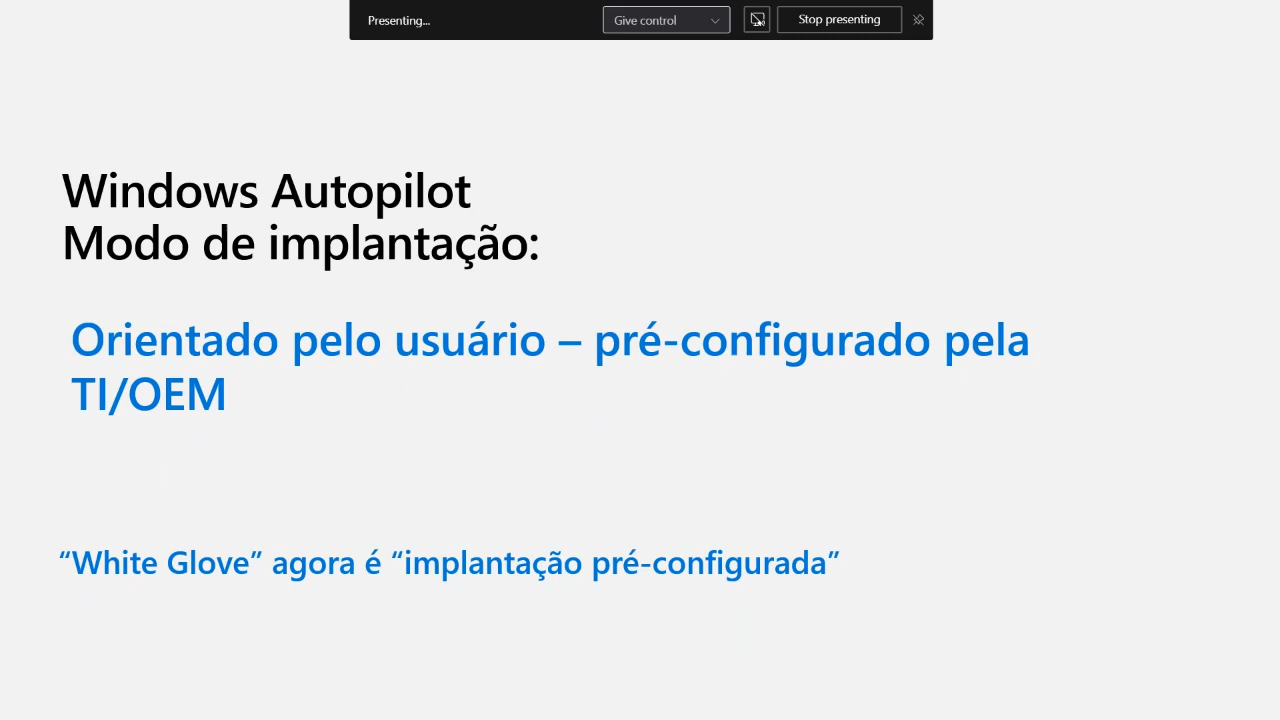 Presenting...
Give control
Stop presenting
Windows Autopilot
Modo de implantação:
Orientado pelo usuário – pré-configurado pela
TI/OEM
“White Glove” agora é “implantação pré-configurada”